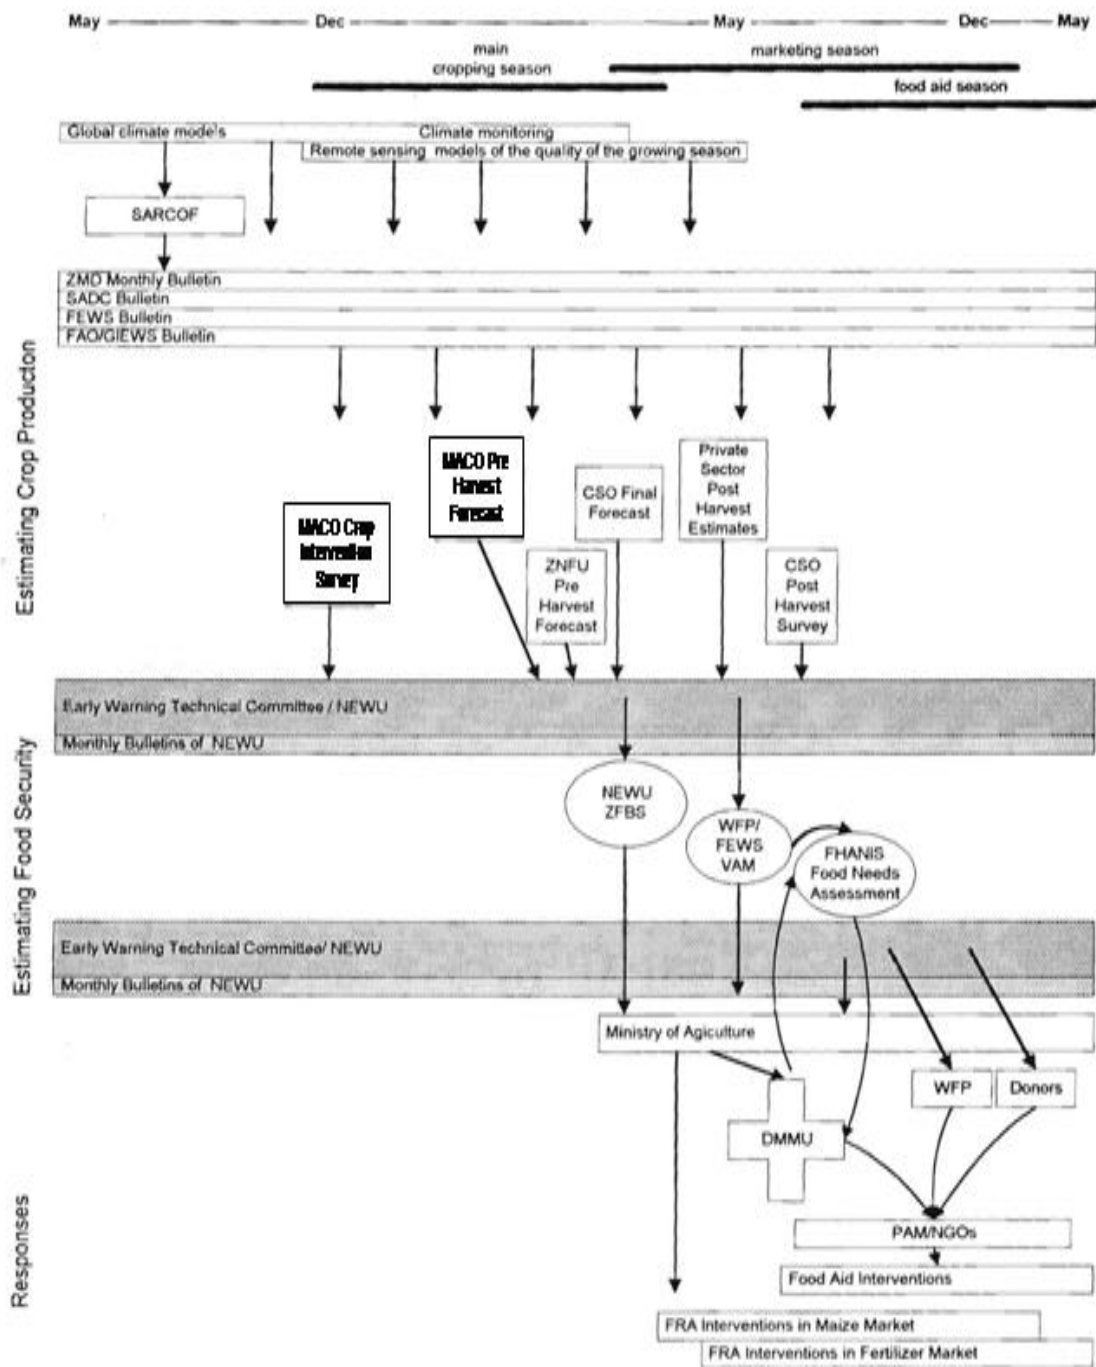 May Dec May Dec May
main
cropping season
marketing season
food aid season
Global climate models
Climate monitoring
Remote sensing models of the quality of the growing season
SARCOF
ZMD Monthly Bulletin
SADC Bulletin
FEWS Bulletin
FAO/GIEWS Bulletin
Estimating Crop Production
MACO Crop
Intervention
Survey
MACO Pre
Harvest
Forecast
ZNFU
Pre
Harvest
Forecast
CSO Final
Forecast
Private
Sector
Post
Harvest
Estimates
CSO
Post
Harvest
Survey
Early Warning Technical Committee / NEWU
Monthly Bulletins of NEWU
Estimating Food Security
NEWU
ZFBS
WFP/
FEWS
VAM
FHANIS
Food Needs
Assessment
Early Warning Technical Committee/ NEWU
Monthly Bulletins of NEWU
Ministry of Agiculture
Responses
DMMU
WFP
Donors
PAM/NGOs
Food Aid Interventions
FRA Interventions in Maize Market
FRA Interventions in Fertilizer Market